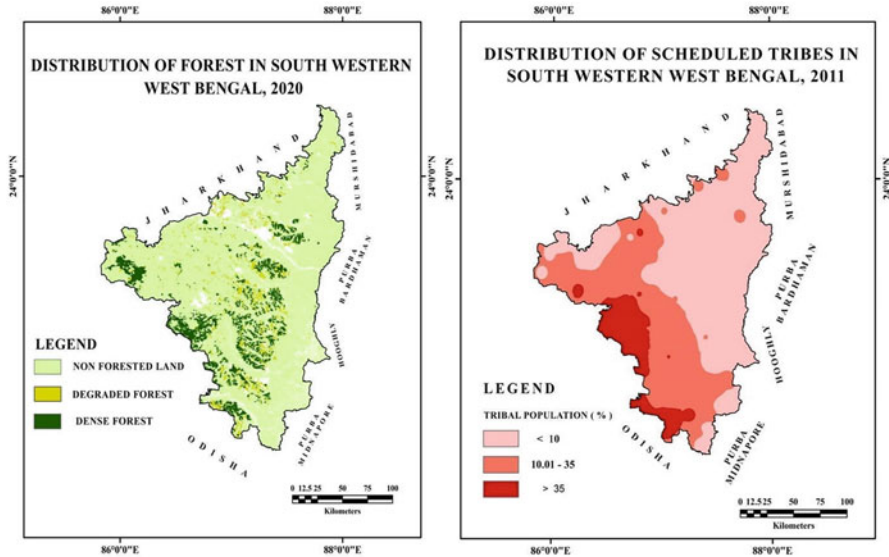 86°0'0"E
88°0'0"E
DISTRIBUTION OF FOREST IN SOUTH WESTERN
WEST BENGAL, 2020
24°0'0"N
JHARKHAND
MURSHIDABAD
PURBA
BARDHAMAN
HOOGHLY
PURBA
MIDNAPORE
ODISHA
LEGEND
NON FORESTED LAND
DEGRADED FOREST
DENSE FOREST
0 12.5 25 50 75 100
Kilometers
86°0'0"E
88°0'0"E
86°0'0"E
88°0'0"E
DISTRIBUTION OF SCHEDULED TRIBES IN
SOUTH WESTERN WEST BENGAL, 2011
24°0'0"N
24°0'0"N
JHARKHAND
MURSHIDABAD
PURBA
BARDHAMAN
HOOGHLY
PURBA
MIDNAPORE
ODISHA
LEGEND
TRIBAL POPULATION ( % )
< 10
10.01 - 35
> 35
0 12.5 25 50 75 100
Kilometers
86°0'0"E
88°0'0"E